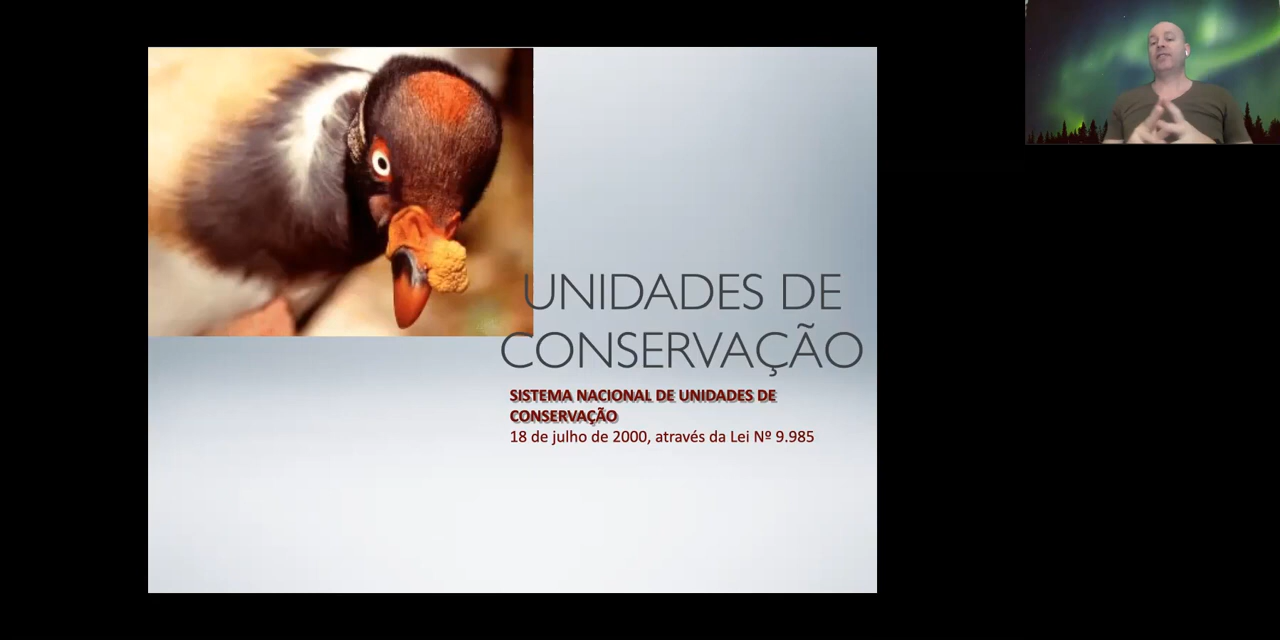 UNIDADES DE
CONSERVAÇÃO
SISTEMA NACIONAL DE UNIDADES DE
CONSERVAÇÃO
18 de julho de 2000, através da Lei Nº 9.985